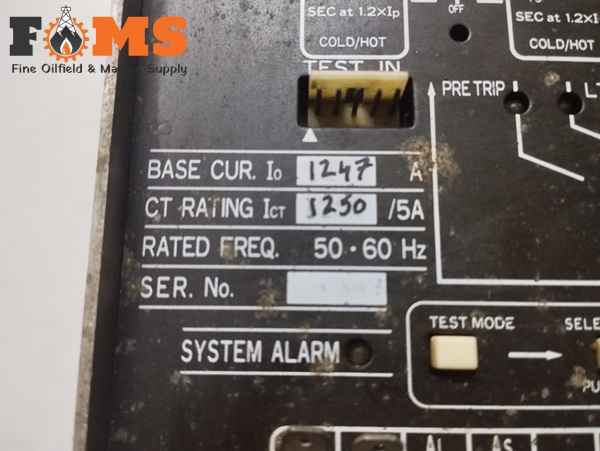 FOMS
Fine Oilfield & Marine Supply
SEC at 1.2×Ip
COLD/HOT
OFF
SEC at 1.2×I
COLD/HOT
TEST IN
PRE TRIP
LT
BASE CUR. Io 1247 A
CT RATING ICT 1250 /5A
RATED FREQ. 50·60 Hz
SER. No.
SYSTEM ALARM
TEST MODE
SELE
PU
AL
AS